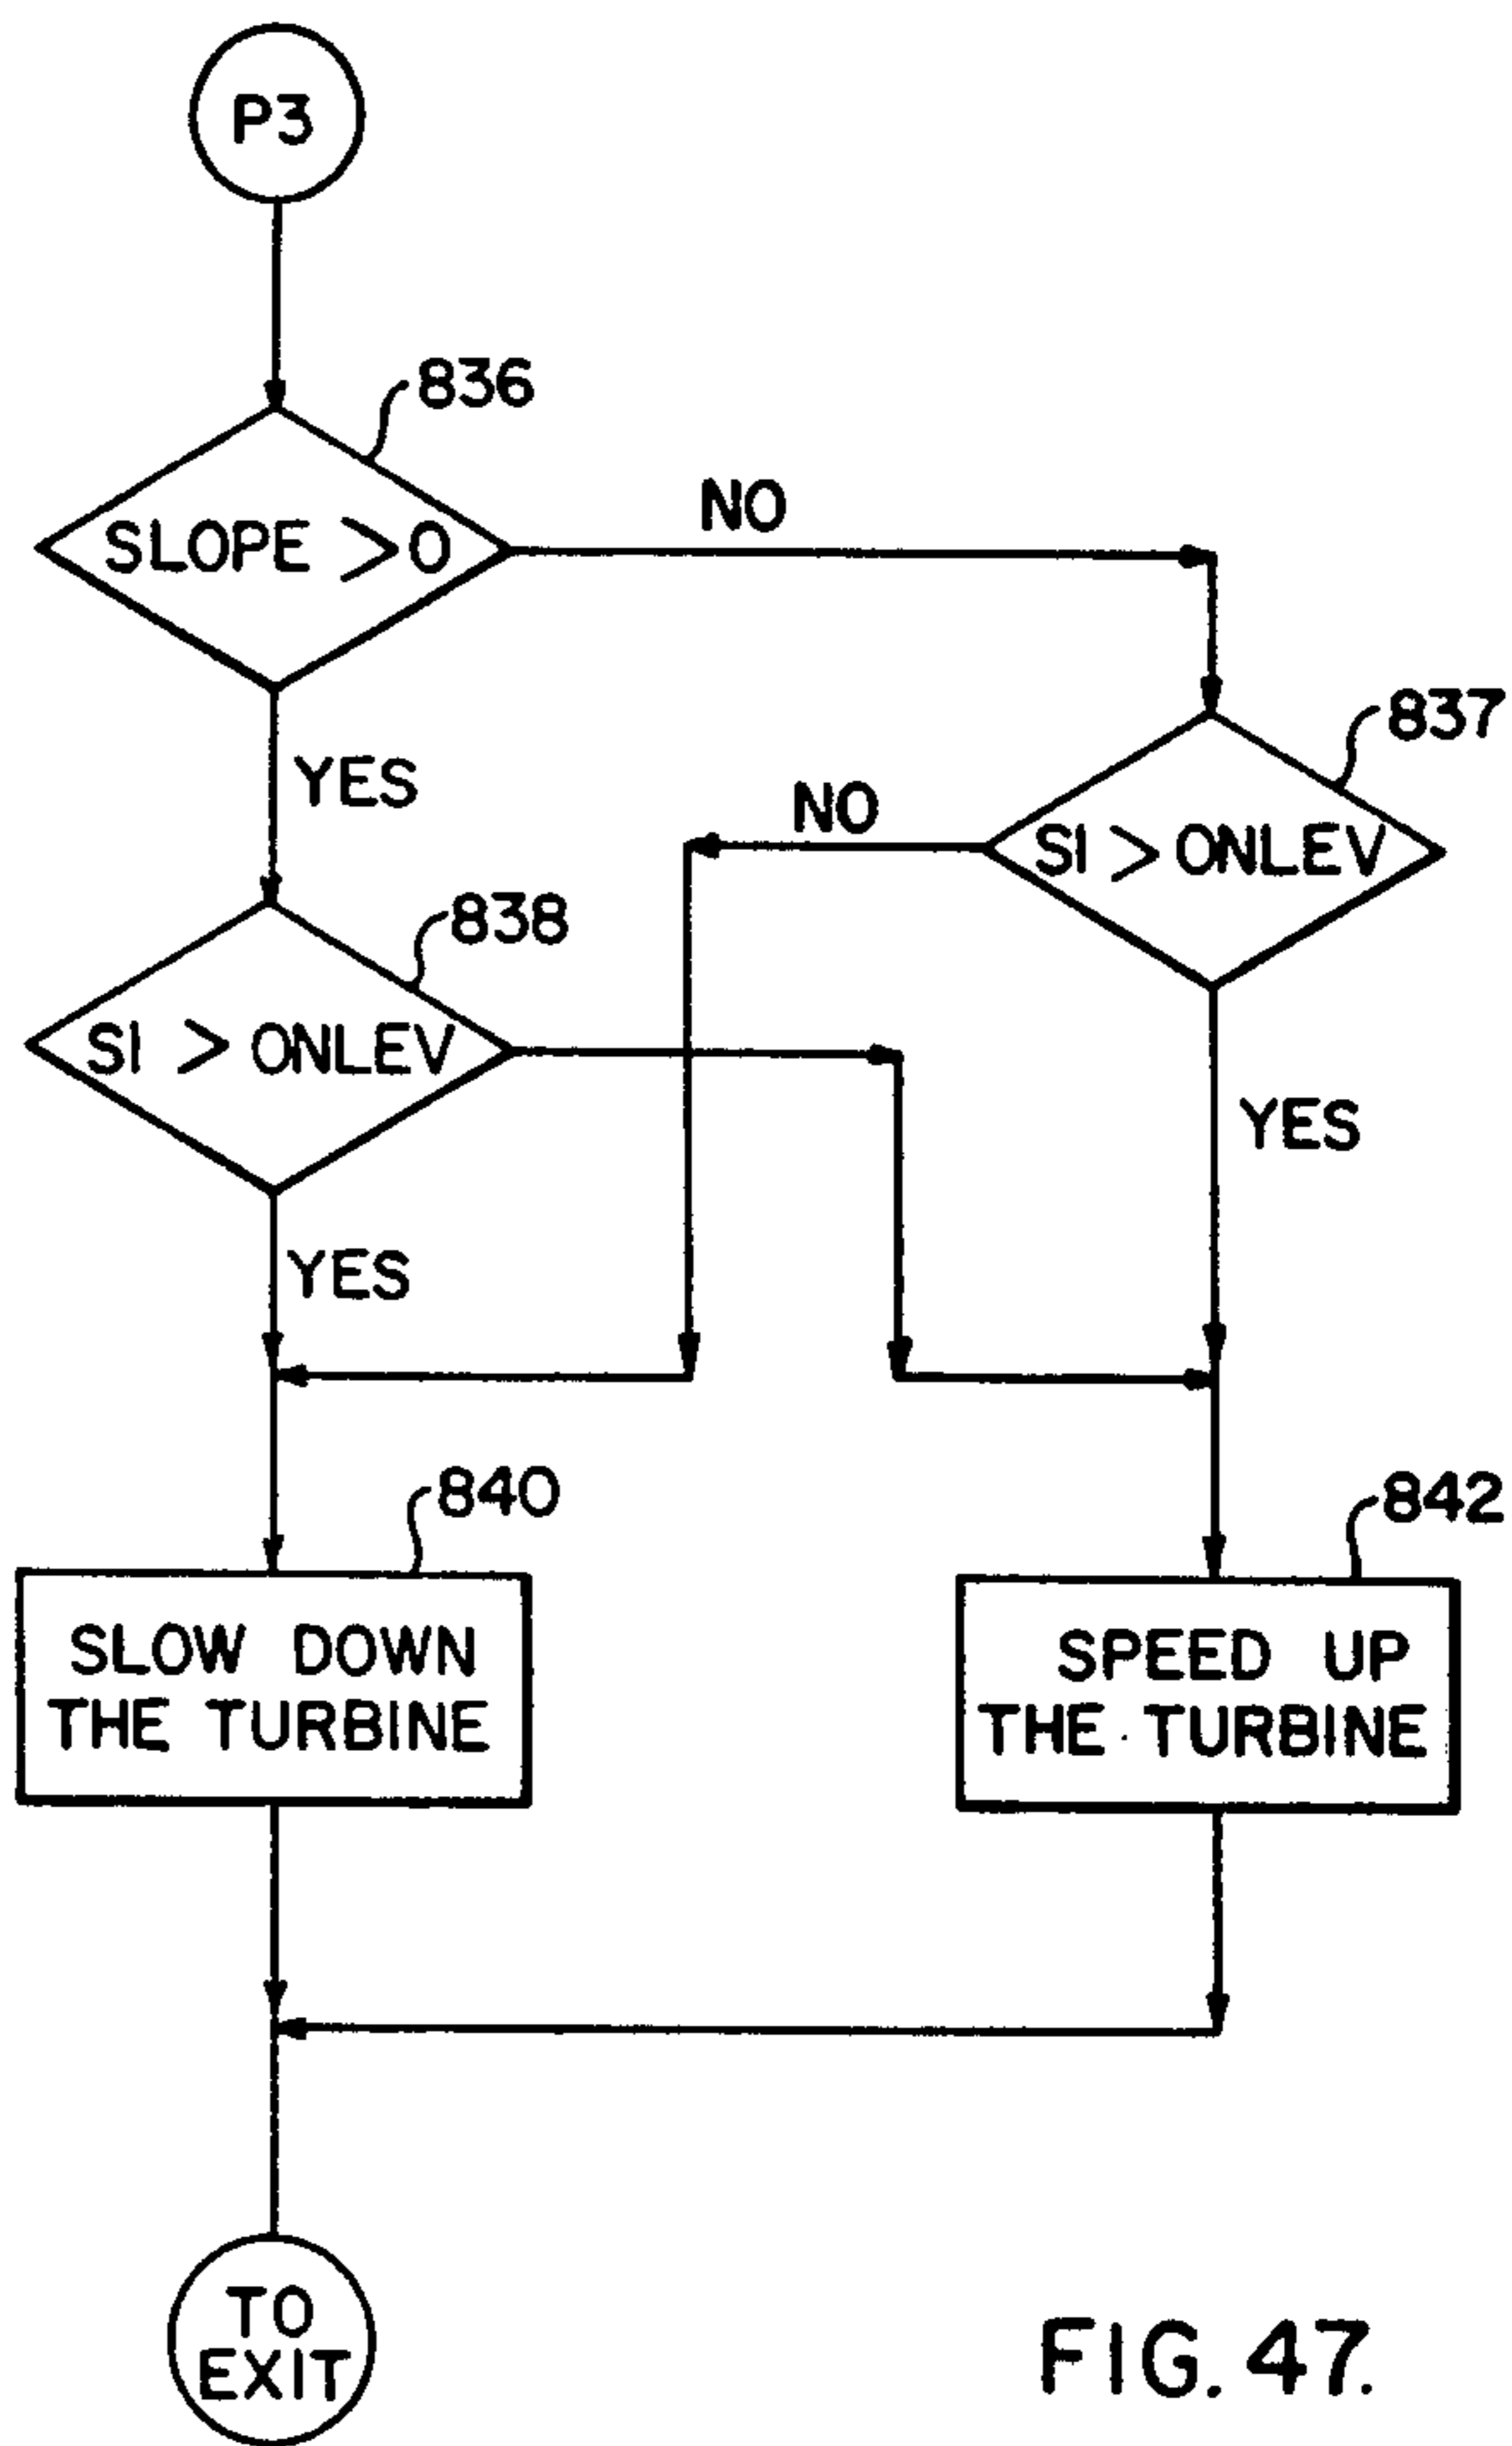 P3
836
SLOPE >0
NO
837
YES
NO
SI > ONLEV
838
SI > ONLEV
YES
YES
840
842
SLOW DOWN
THE TURBINE
SPEED UP
THE TURBINE
TO
EXIT
FIG. 47.